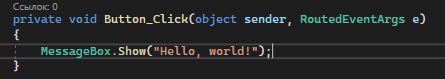 Ссылок: 0
private void Button_Click(object sender, RoutedEventArgs e)
{
    MessageBox.Show("Hello, world!");
}